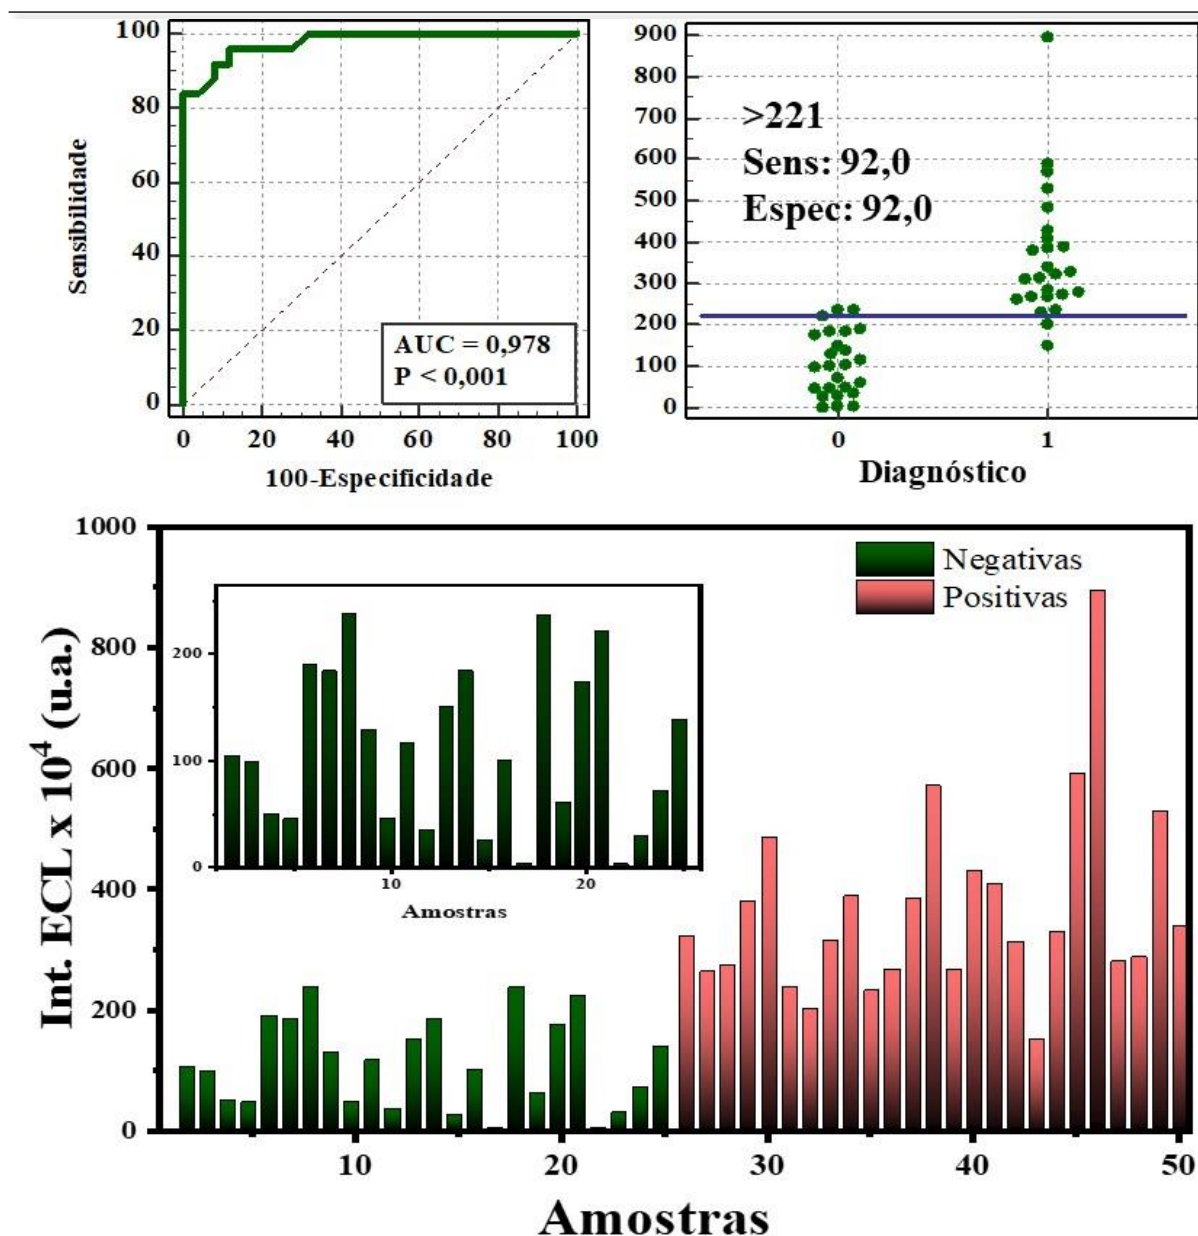 100
80
60
40
20
0
Sensibilidade
AUC = 0,978
P < 0,001
0 20 40 60 80 100
100-Especificidade
900
800
700
600
500
400
300
200
100
0
>221
Sens: 92,0
Espec: 92,0
0 1
Diagnóstico
1000
800
600
400
200
0
Int. ECL x 10⁴ (u.a.)
Negativas
Positivas
200
100
0
10 20
Amostras
10 20 30 40 50
Amostras